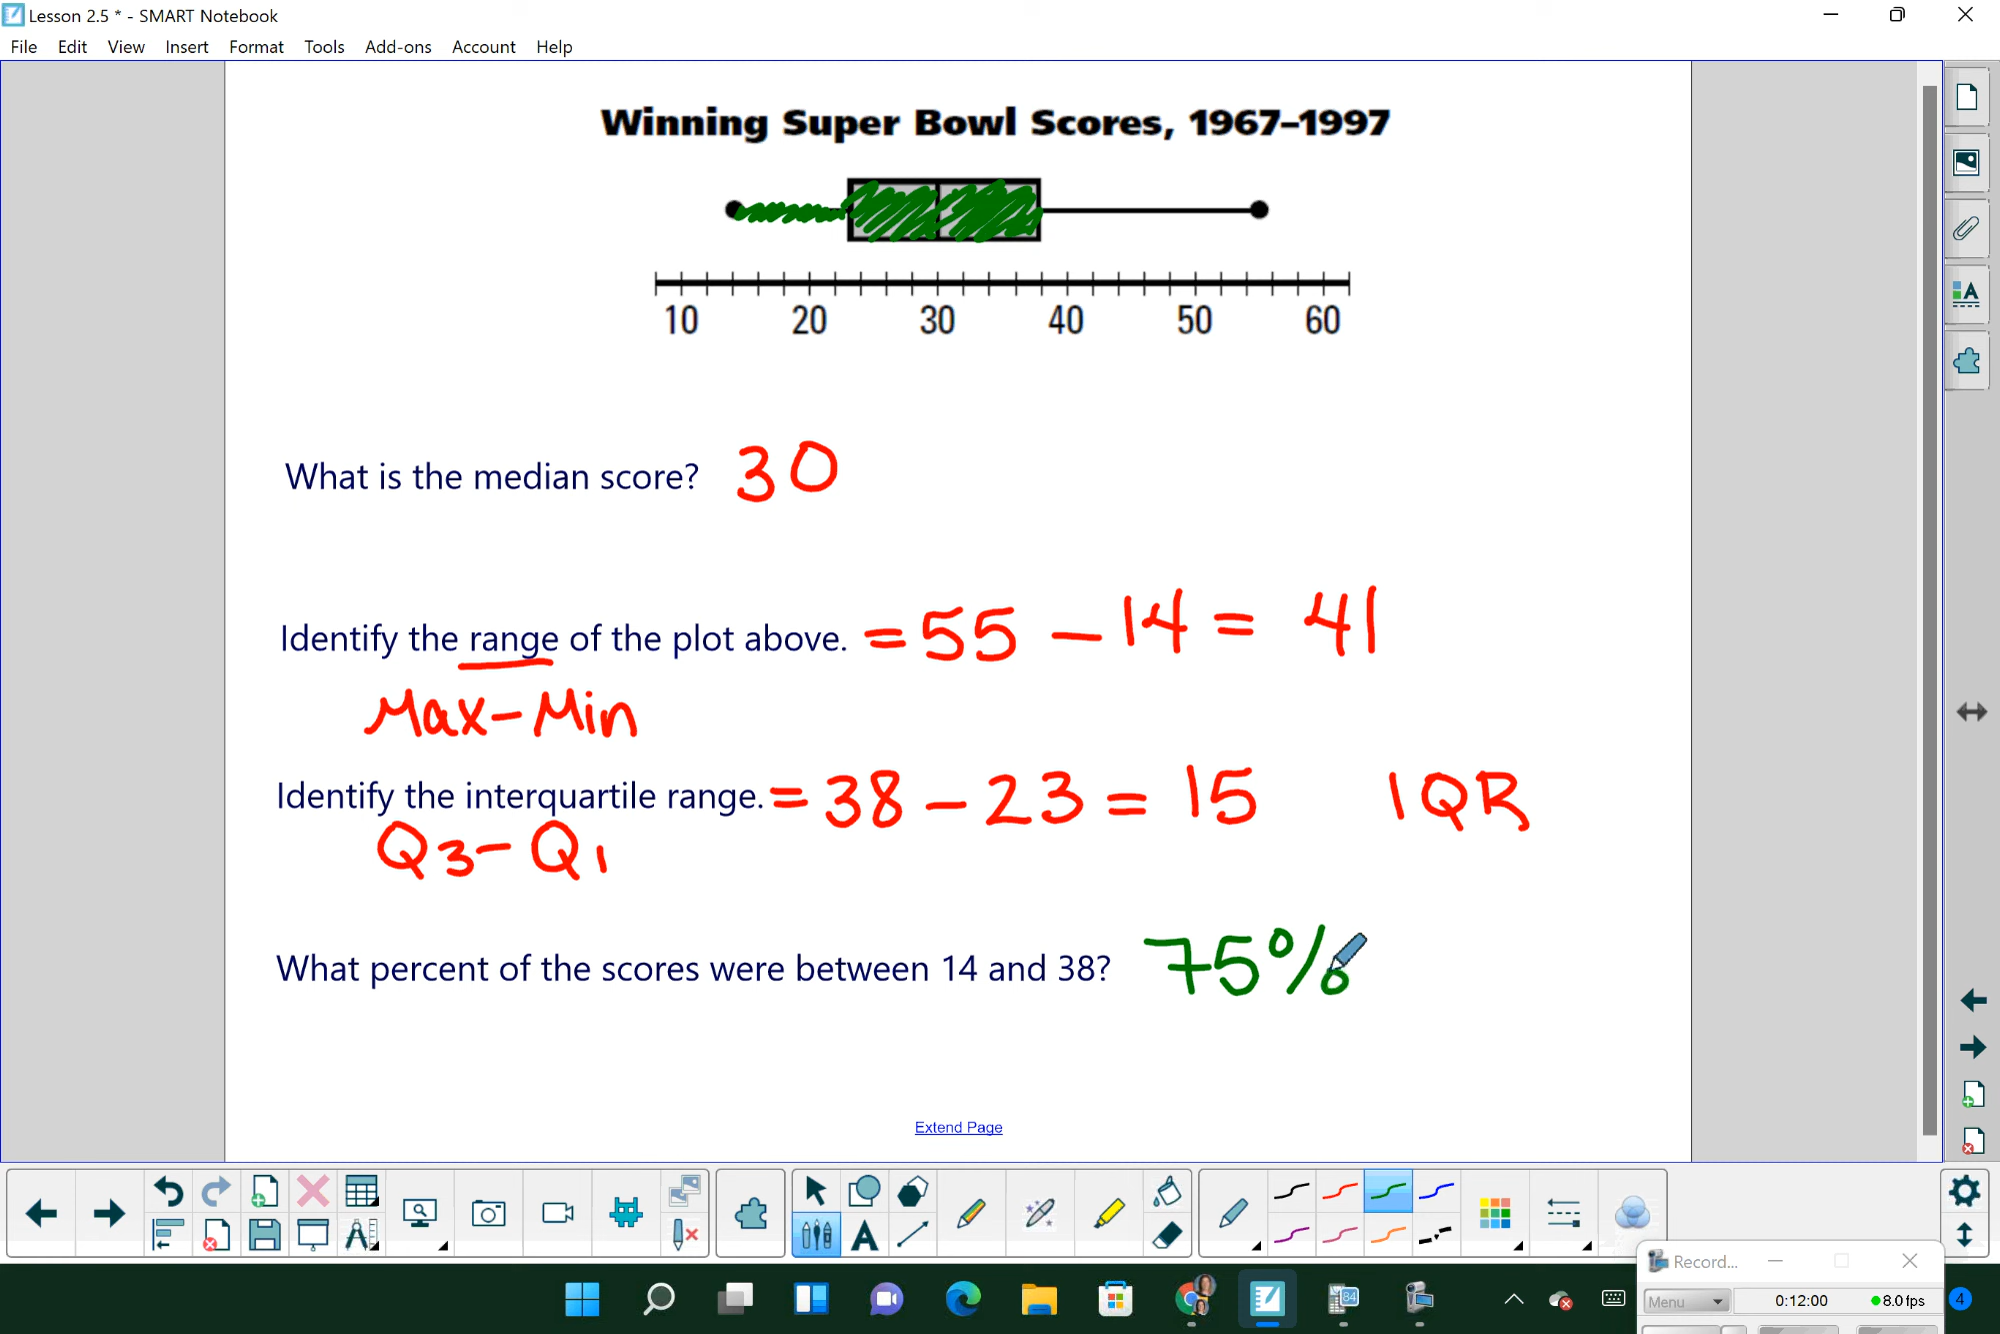 Lesson 2.5 * - SMART Notebook
File Edit View Insert Format Tools Add-ons Account Help
Winning Super Bowl Scores, 1967–1997
10 20 30 40 50 60
What is the median score? 30
Identify the range of the plot above. = 55 - 14 = 41
Max - Min
Identify the interquartile range. = 38 - 23 = 15 IQR
Q3 - Q1
What percent of the scores were between 14 and 38? 75%
Extend Page
Record...
Menu 0:12:00 8.0 fps
84
4